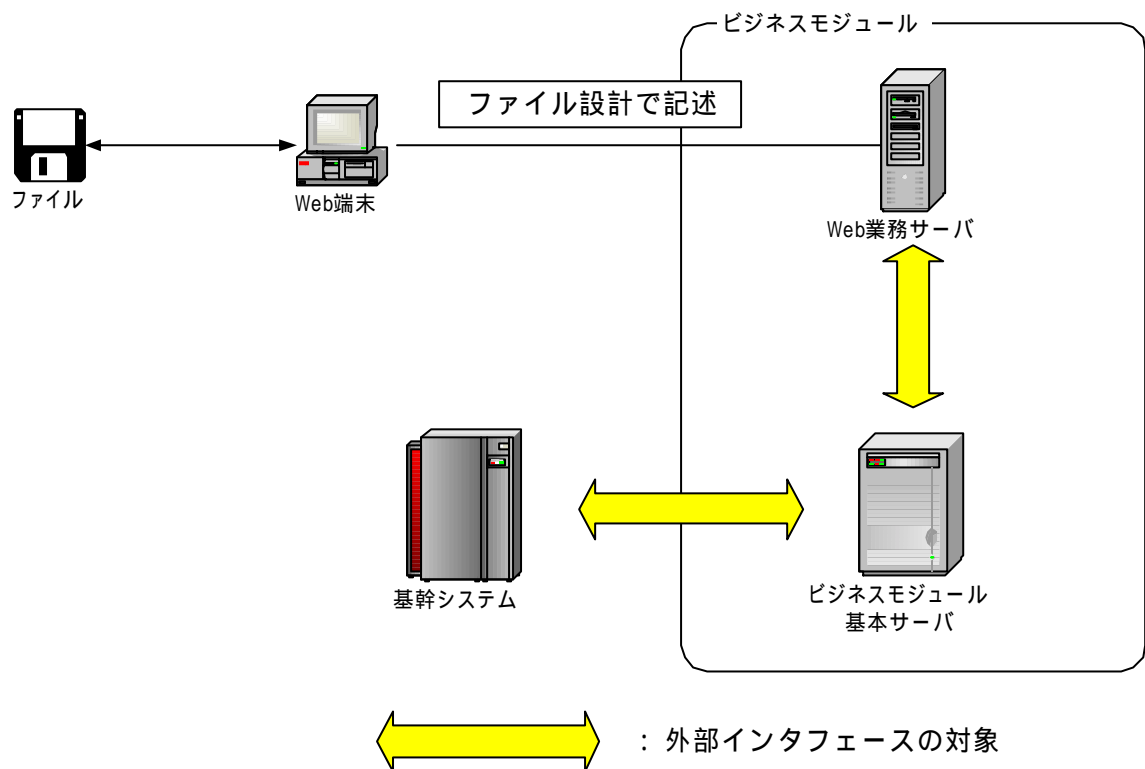 ビジネスモジュール
ファイル設計で記述
ファイル
Web端末
Web業務サーバ
基幹システム
ビジネスモジュール
基本サーバ
：外部インタフェースの対象